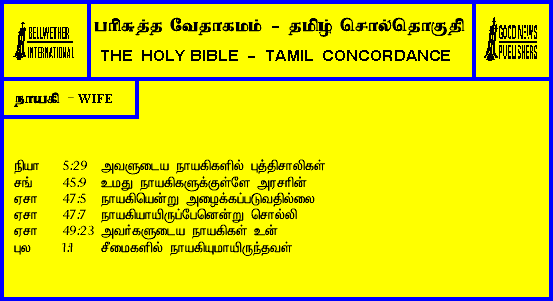 BELLWETHER
INTERNATIONAL
பரிசுத்த வேதாகமம் - தமிழ் சொல்தொகுதி
THE HOLY BIBLE - TAMIL CONCORDANCE
GOOD NEWS
PUBLISHERS
நாயகி - WIFE
நியா 5:29 அவளுடைய நாயகிகளில் புத்திசாலிகள்
சங் 45:9 உமது நாயகிகளுக்குள்ளே அரசரின்
ஏசா 47:5 நாயகியென்று அழைக்கப்படுவதில்லை
ஏசா 47:7 நாயகியாயிருப்பேனென்று சொல்லி
ஏசா 49:23 அவர்களுடைய நாயகிகள் உன்
புல 1:1 சீமைகளில் நாயகியுமாயிருந்தவள்